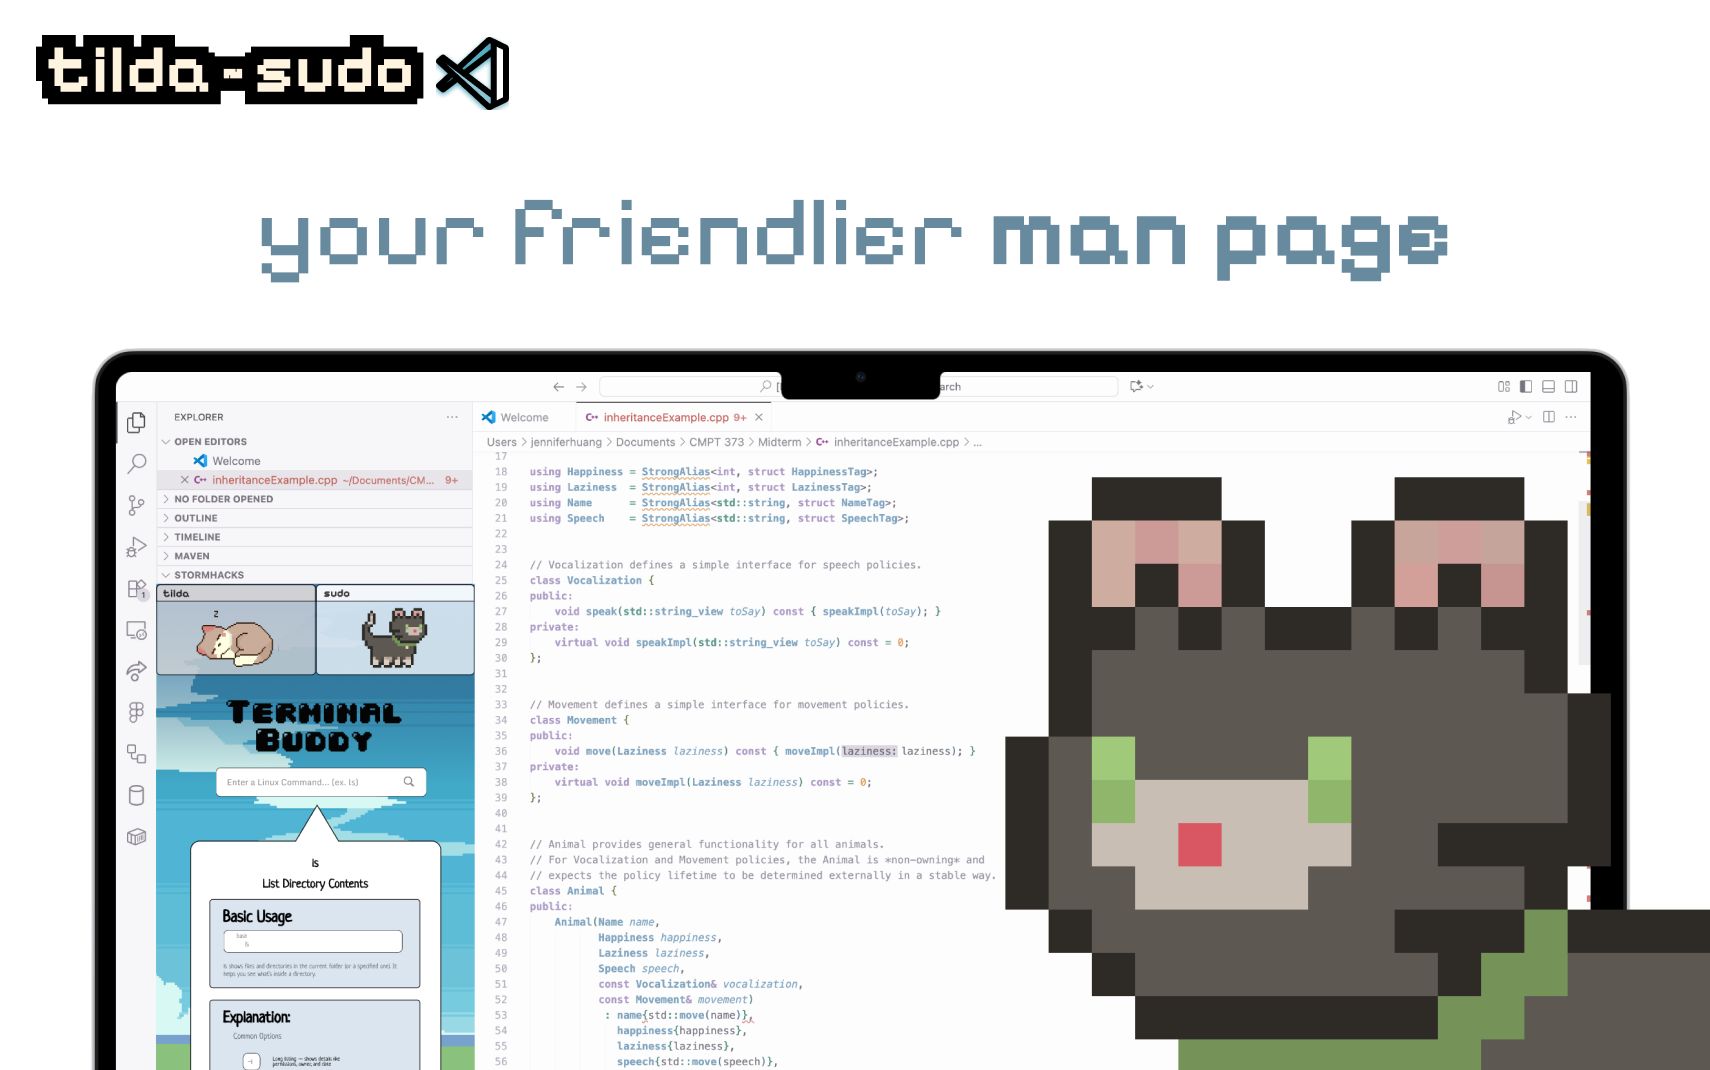 tilda ~ sudo
your friendlier man page
arch
EXPLORER
OPEN EDITORS
Welcome
inheritanceExample.cpp ~/Documents/CM... 9+
NO FOLDER OPENED
OUTLINE
TIMELINE
MAVEN
STORMHACKS
tilda
sudo
z
TERMINAL
BUDDY
Enter a Linux Command... (ex. ls)
ls
List Directory Contents
Basic Usage
base
ls
ls shows files and directories in the current folder (or a specified one). It
helps you see what's inside a directory.
Explanation:
Common Options
-l
Long listing — shows details like
permissions, owner, and date
1
Welcome
C++ inheritanceExample.cpp 9+
Users > jenniferhuang > Documents > CMPT 373 > Midterm > C++ inheritanceExample.cpp > ...
17
18 using Happiness = StrongAlias<int, struct HappinessTag>;
19 using Laziness = StrongAlias<int, struct LazinessTag>;
20 using Name = StrongAlias<std::string, struct NameTag>;
21 using Speech = StrongAlias<std::string, struct SpeechTag>;
22
23
24 // Vocalization defines a simple interface for speech policies.
25 class Vocalization {
26 public:
27 void speak(std::string_view toSay) const { speakImpl(toSay); }
28 private:
29 virtual void speakImpl(std::string_view toSay) const = 0;
30 };
31
32
33 // Movement defines a simple interface for movement policies.
34 class Movement {
35 public:
36 void move(Laziness laziness) const { moveImpl(laziness: laziness); }
37 private:
38 virtual void moveImpl(Laziness laziness) const = 0;
39 };
40
41
42 // Animal provides general functionality for all animals.
43 // For Vocalization and Movement policies, the Animal is *non-owning* and
44 // expects the policy lifetime to be determined externally in a stable way.
45 class Animal {
46 public:
47 Animal(Name name,
48 Happiness happiness,
49 Laziness laziness,
50 Speech speech,
51 const Vocalization& vocalization,
52 const Movement& movement)
53 : name{std::move(name)},
54 happiness{happiness},
55 laziness{laziness},
56 speech{std::move(speech)},